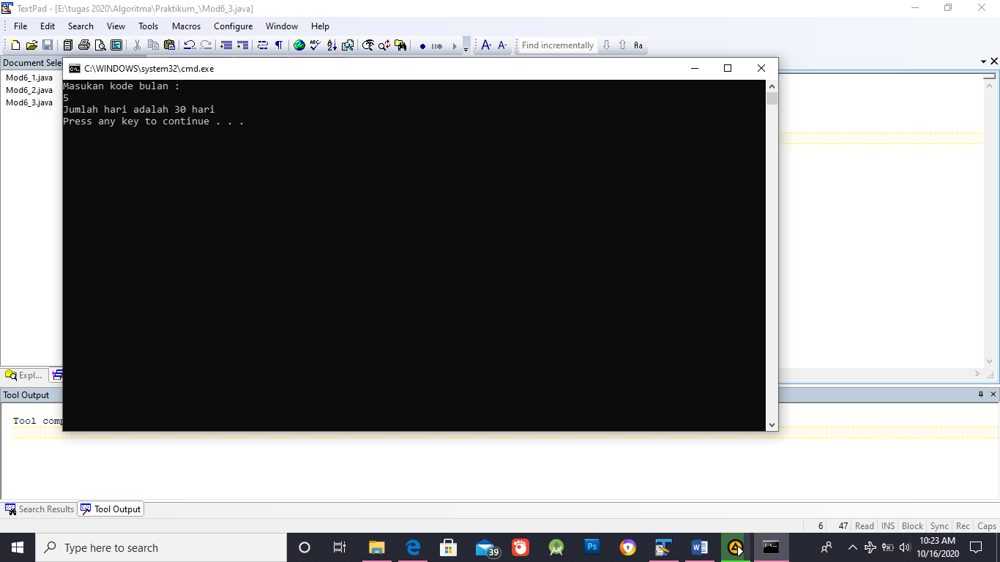 TextPad - [E:\tugas 2020\Algoritma\Praktikum_\Mod6_3.java]
File Edit Search View Tools Macros Configure Window Help
Find incrementally Aa
Document Sele
C:\WINDOWS\system32\cmd.exe
Mod6_1.java
Mod6_2.java
Mod6_3.java
Masukan kode bulan :
5
Jumlah hari adalah 30 hari
Press any key to continue . . .
Expl...
Tool Output
Tool comp
Search Results Tool Output
6 47 Read INS Block Sync Rec Caps
Type here to search
39
Ps
10:23 AM
10/16/2020